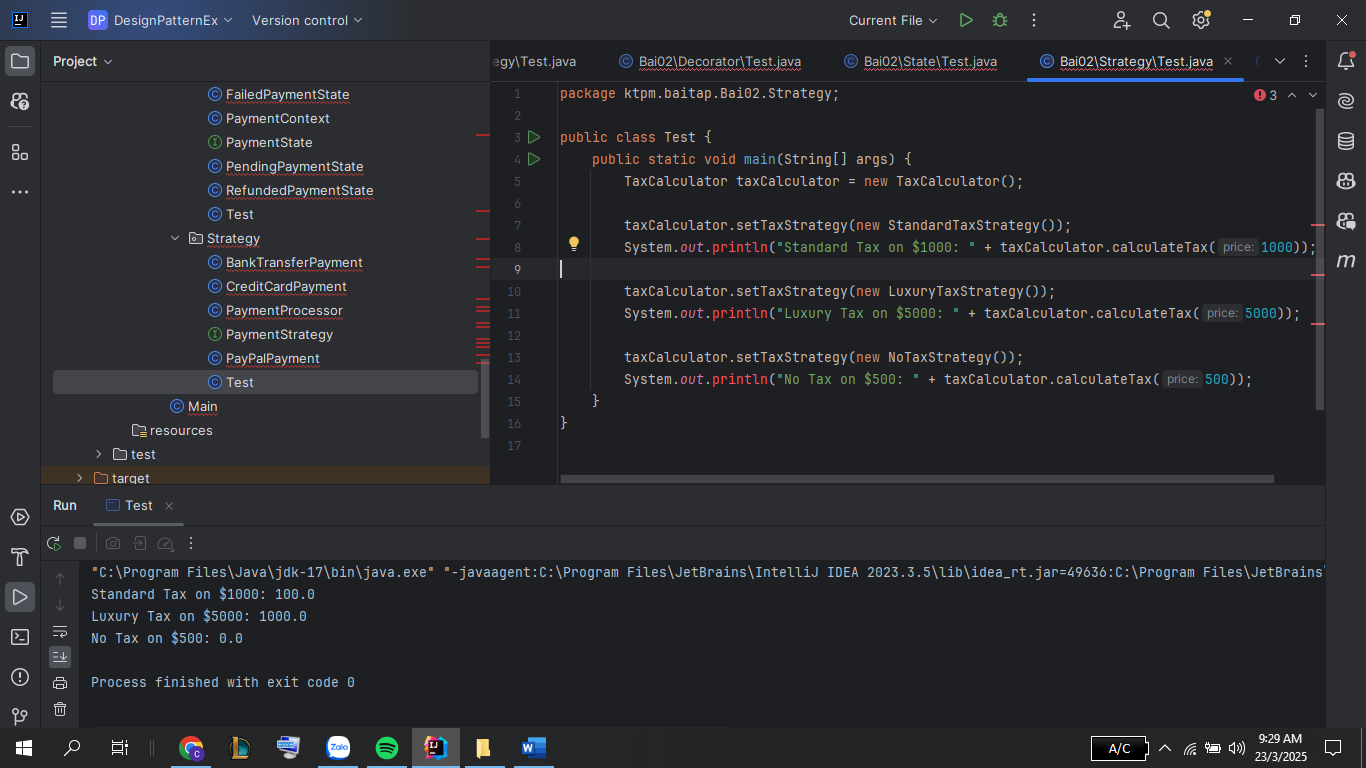 DP DesignPatternEx Version control Current File
Project
FailedPaymentState
PaymentContext
PaymentState
PendingPaymentState
RefundedPaymentState
Test
Strategy
BankTransferPayment
CreditCardPayment
PaymentProcessor
PaymentStrategy
PayPalPayment
Test
Main
resources
test
target
egy\Test.java Bai02\Decorator\Test.java Bai02\State\Test.java Bai02\Strategy\Test.java
3
1 package ktpm.baitap.Bai02.Strategy;
2
3 public class Test {
4 public static void main(String[] args) {
5 TaxCalculator taxCalculator = new TaxCalculator();
6
7 taxCalculator.setTaxStrategy(new StandardTaxStrategy());
8 System.out.println("Standard Tax on $1000: " + taxCalculator.calculateTax( price: 1000));
9
10 taxCalculator.setTaxStrategy(new LuxuryTaxStrategy());
11 System.out.println("Luxury Tax on $5000: " + taxCalculator.calculateTax( price: 5000));
12
13 taxCalculator.setTaxStrategy(new NoTaxStrategy());
14 System.out.println("No Tax on $500: " + taxCalculator.calculateTax( price: 500));
15 }
16 }
17
Run Test
"C:\Program Files\Java\jdk-17\bin\java.exe" "-javaagent:C:\Program Files\JetBrains\IntelliJ IDEA 2023.3.5\lib\idea_rt.jar=49636:C:\Program Files\JetBrains\
Standard Tax on $1000: 100.0
Luxury Tax on $5000: 1000.0
No Tax on $500: 0.0
Process finished with exit code 0
A/C
9:29 AM
23/3/2025